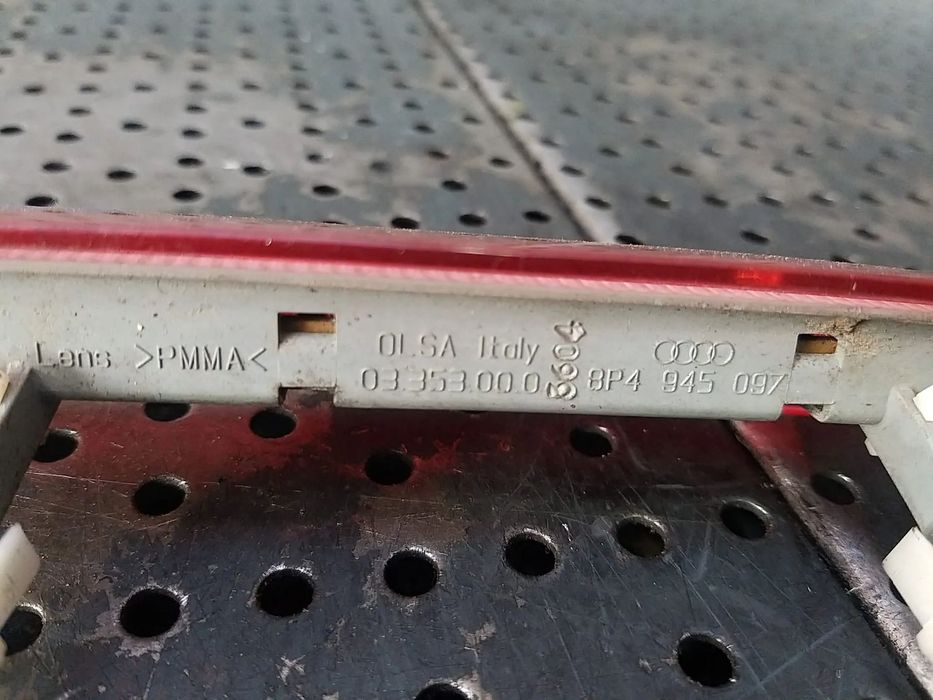 Lens >PMMA<
OLSA Italy
03.353.00.0
8P4 945 097